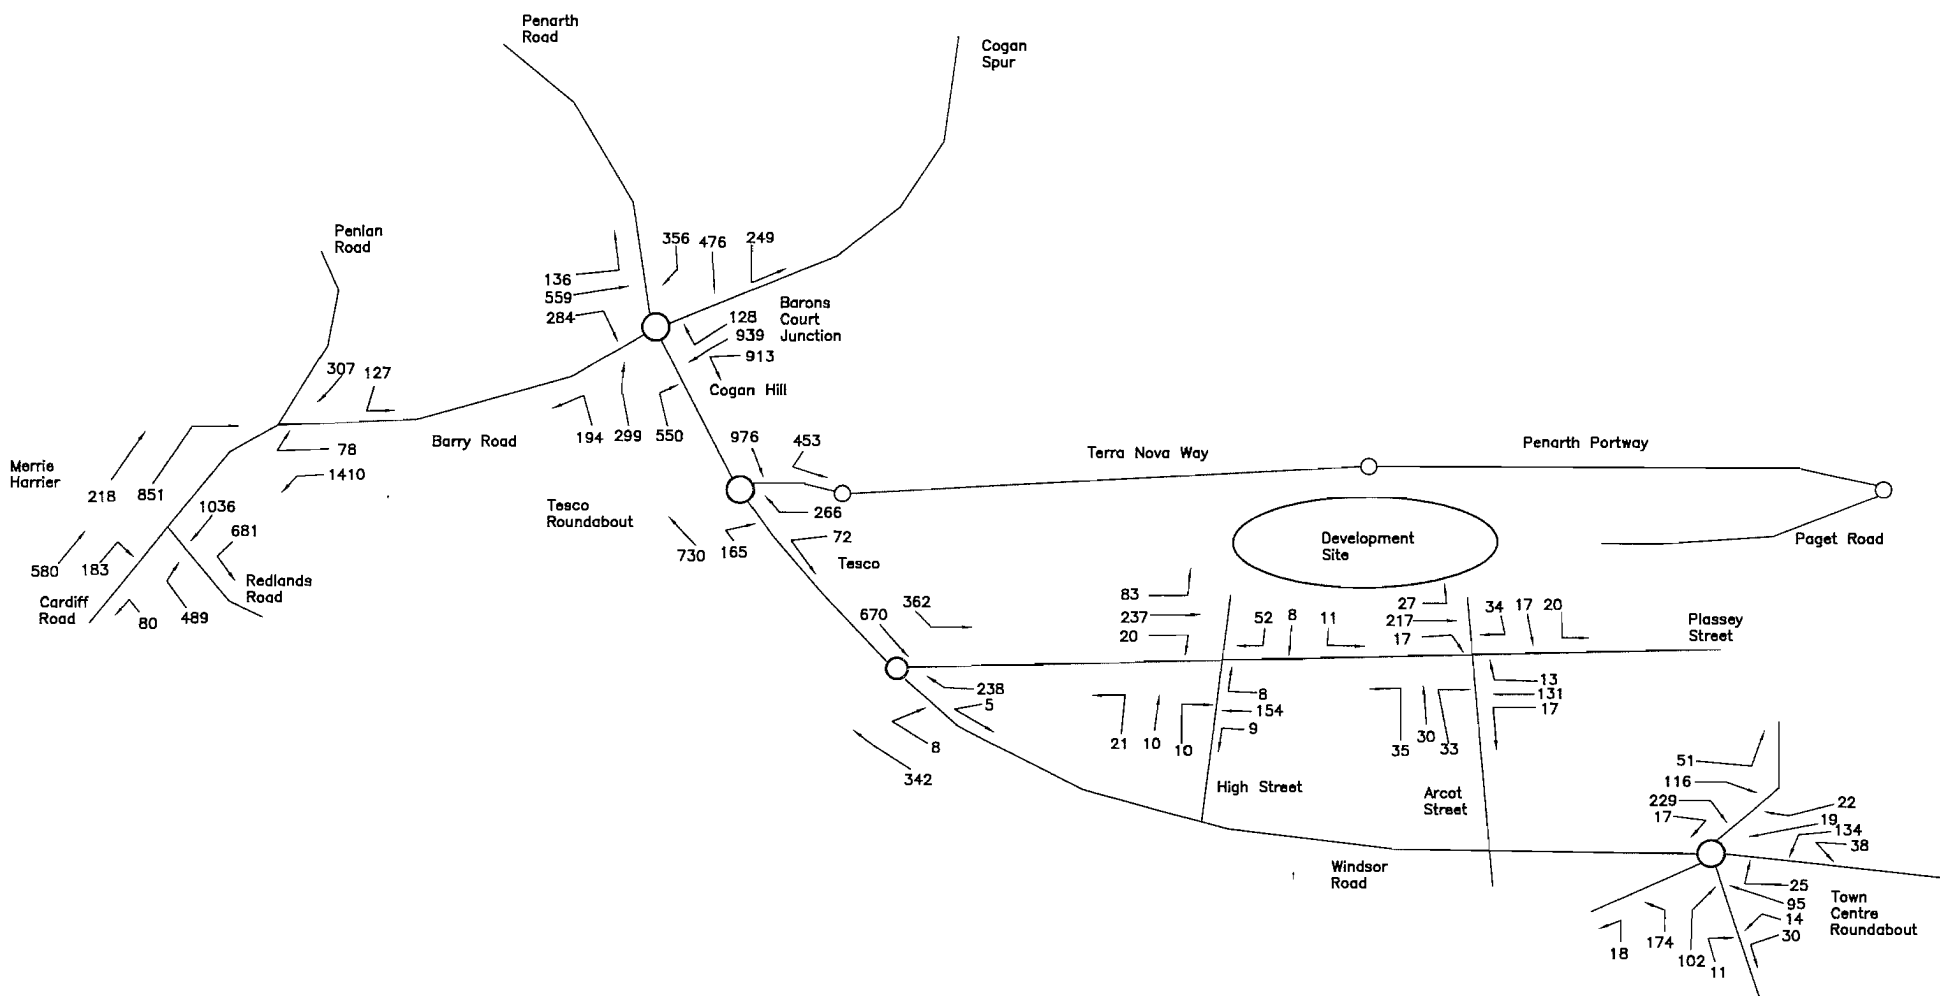 Penarth
Road
Cogan
Spur
Penlan
Road
356
476
249
136
559
284
Barons
Court
Junction
128
939
913
Cogan Hill
307
127
Barry Road
194
299
550
976
453
Terra Nova Way
Penarth Portway
Merrie
Harrier
218
851
78
1410
1036
681
Tesco
Roundabout
266
730
165
72
Tesco
Development
Site
Paget Road
580
183
Cardiff
Road
80
489
Redlands
Road
670
362
83
237
20
52
8
11
27
217
17
34
17
20
Plassey
Street
238
5
8
342
21
10
10
8
154
9
35
30
33
13
131
17
High Street
Arcot
Street
51
116
229
17
22
19
134
38
Windsor
Road
25
95
14
30
Town
Centre
Roundabout
18
174
102
11